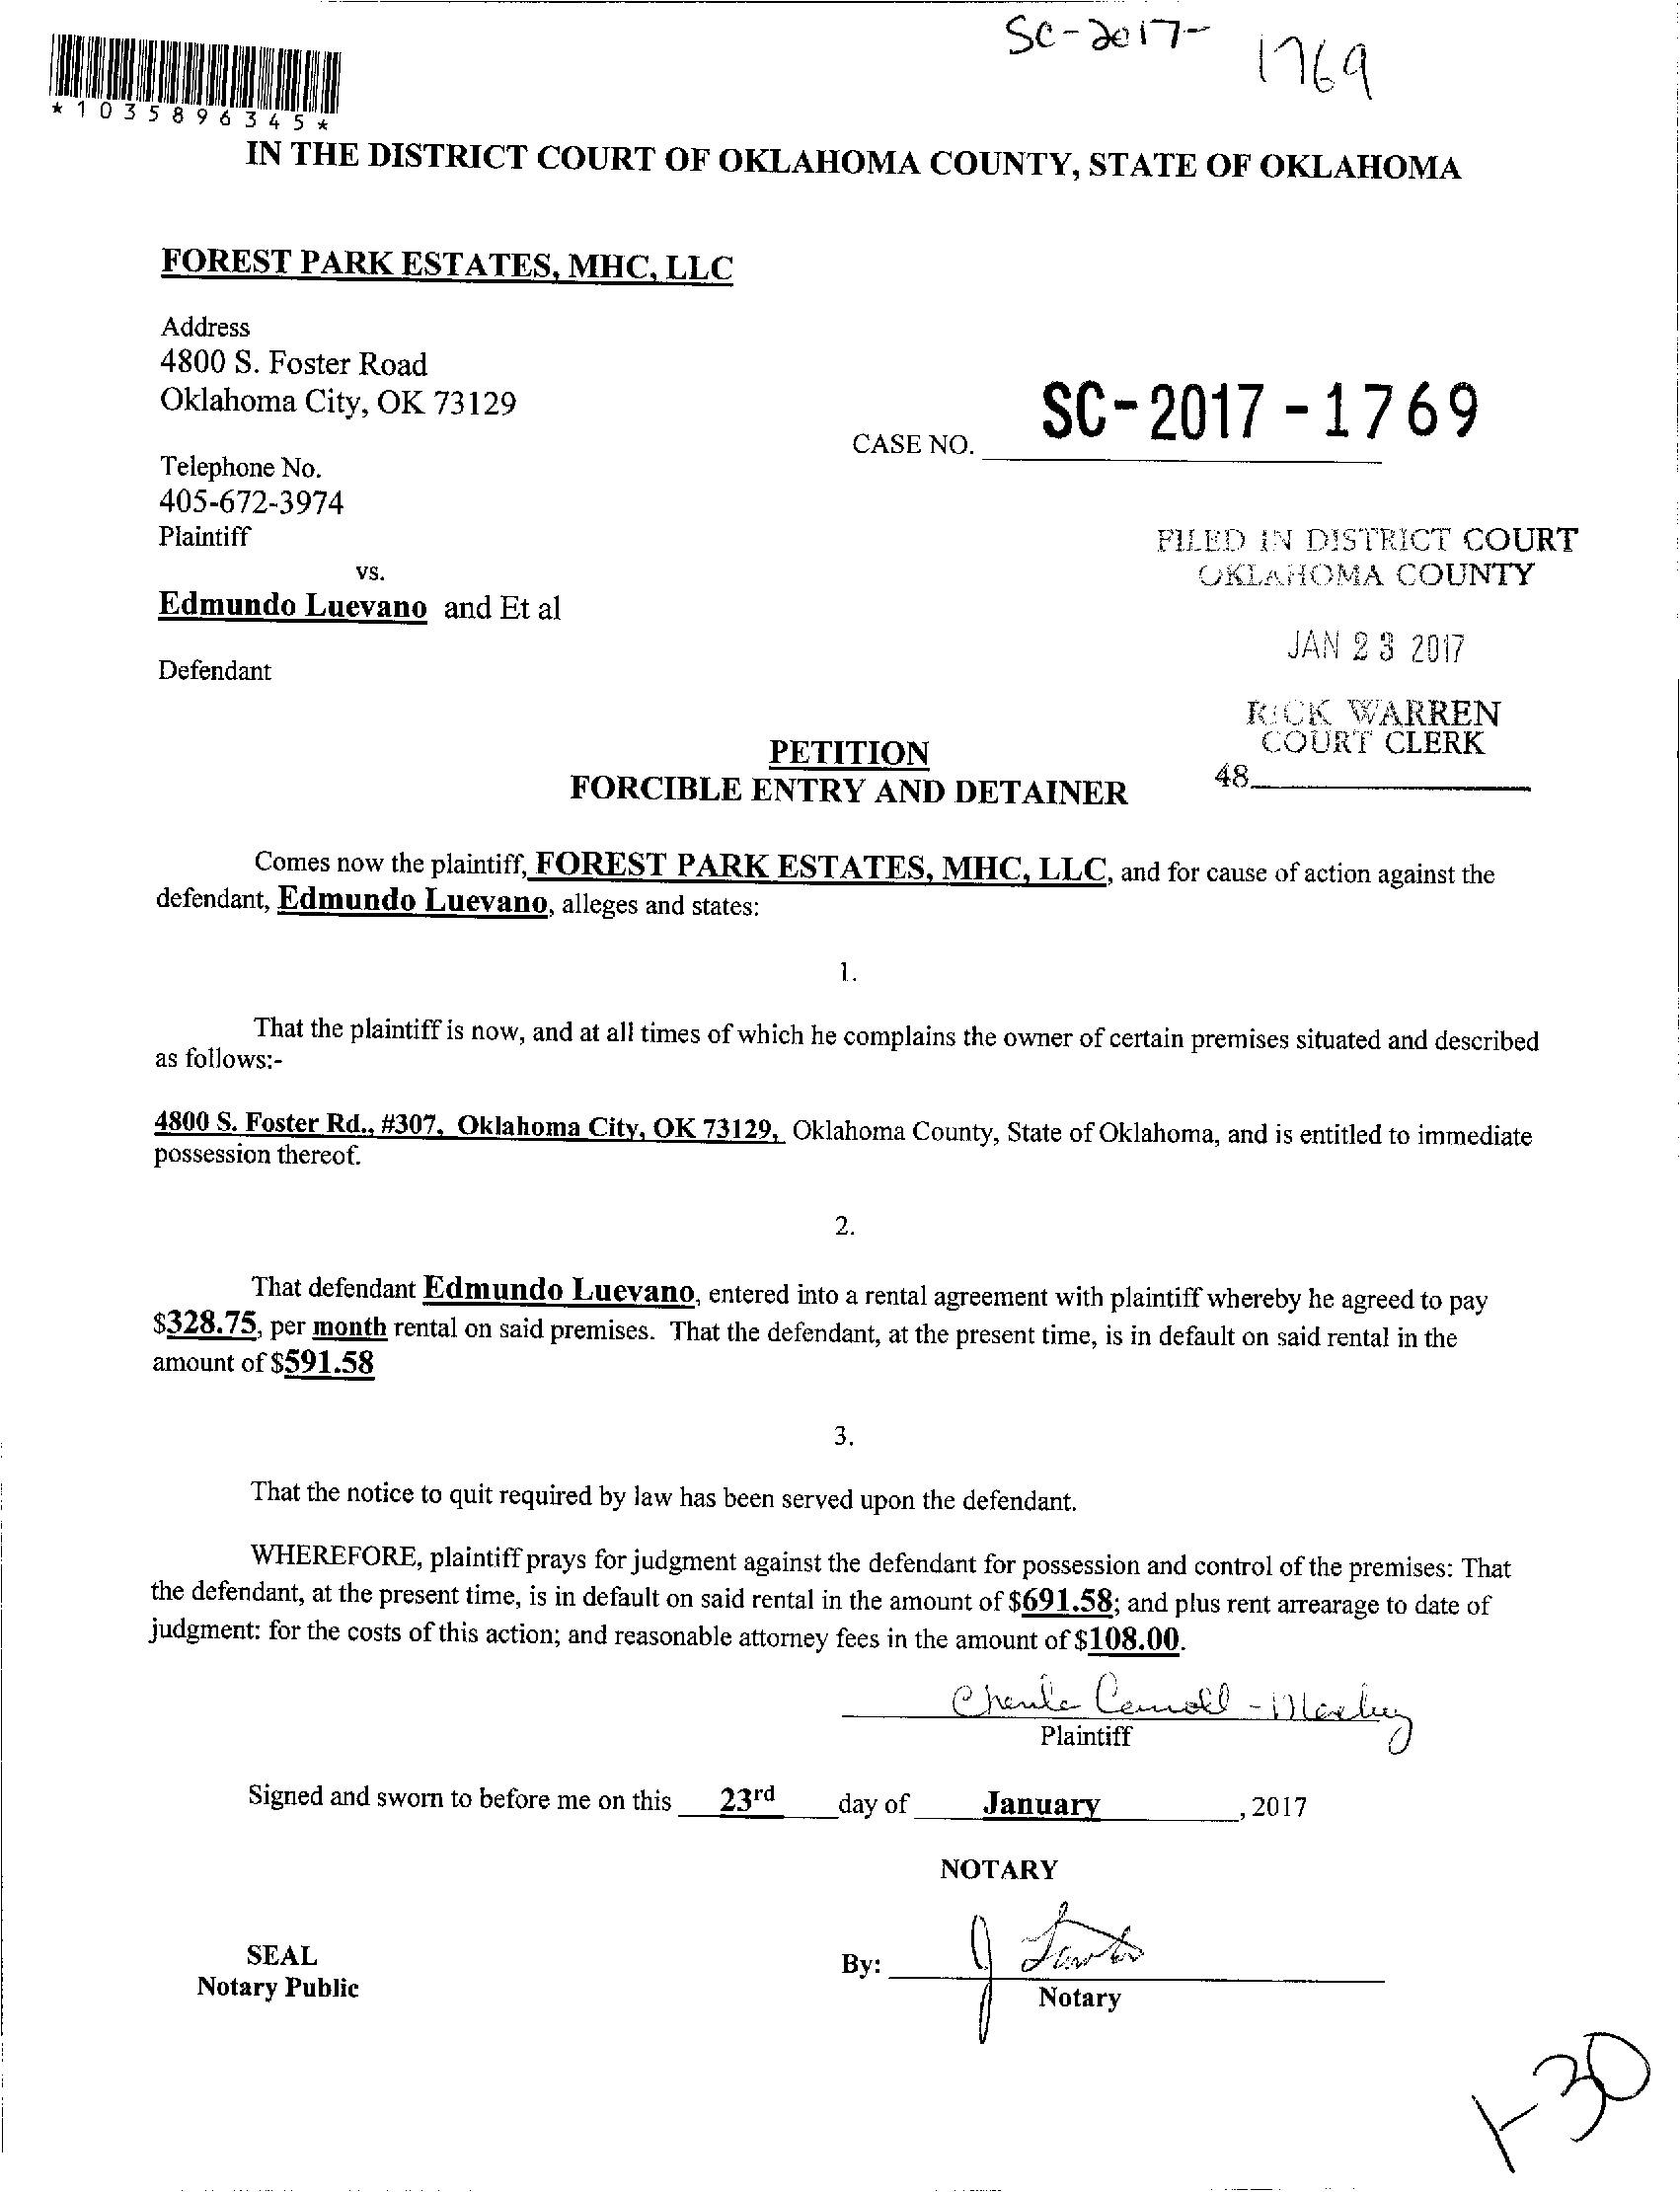 SC-2017- 1769
*1035896345*
IN THE DISTRICT COURT OF OKLAHOMA COUNTY, STATE OF OKLAHOMA
FOREST PARK ESTATES, MHC, LLC
Address
4800 S. Foster Road
Oklahoma City, OK 73129
CASE NO. SC-2017-1769
Telephone No.
405-672-3974
Plaintiff
vs.
Edmundo Luevano and Et al
Defendant
FILED IN DISTRICT COURT
OKLAHOMA COUNTY
JAN 23 2017
RICK WARREN
COURT CLERK
48
PETITION
FORCIBLE ENTRY AND DETAINER
Comes now the plaintiff, FOREST PARK ESTATES, MHC, LLC, and for cause of action against the
defendant, Edmundo Luevano, alleges and states:
1.
That the plaintiff is now, and at all times of which he complains the owner of certain premises situated and described
as follows:-
4800 S. Foster Rd., #307, Oklahoma City, OK 73129, Oklahoma County, State of Oklahoma, and is entitled to immediate
possession thereof.
2.
That defendant Edmundo Luevano, entered into a rental agreement with plaintiff whereby he agreed to pay
$328.75, per month rental on said premises. That the defendant, at the present time, is in default on said rental in the
amount of $591.58
3.
That the notice to quit required by law has been served upon the defendant.
WHEREFORE, plaintiff prays for judgment against the defendant for possession and control of the premises: That
the defendant, at the present time, is in default on said rental in the amount of $691.58; and plus rent arrearage to date of
judgment: for the costs of this action; and reasonable attorney fees in the amount of $108.00.
Plaintiff
Signed and sworn to before me on this 23rd day of January, 2017
NOTARY
SEAL
Notary Public
By:
Notary
1-30